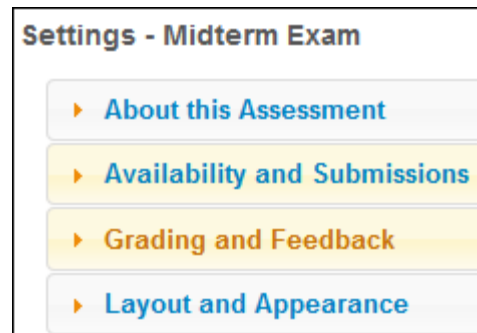 Settings - Midterm Exam
About this Assessment
Availability and Submissions
Grading and Feedback
Layout and Appearance